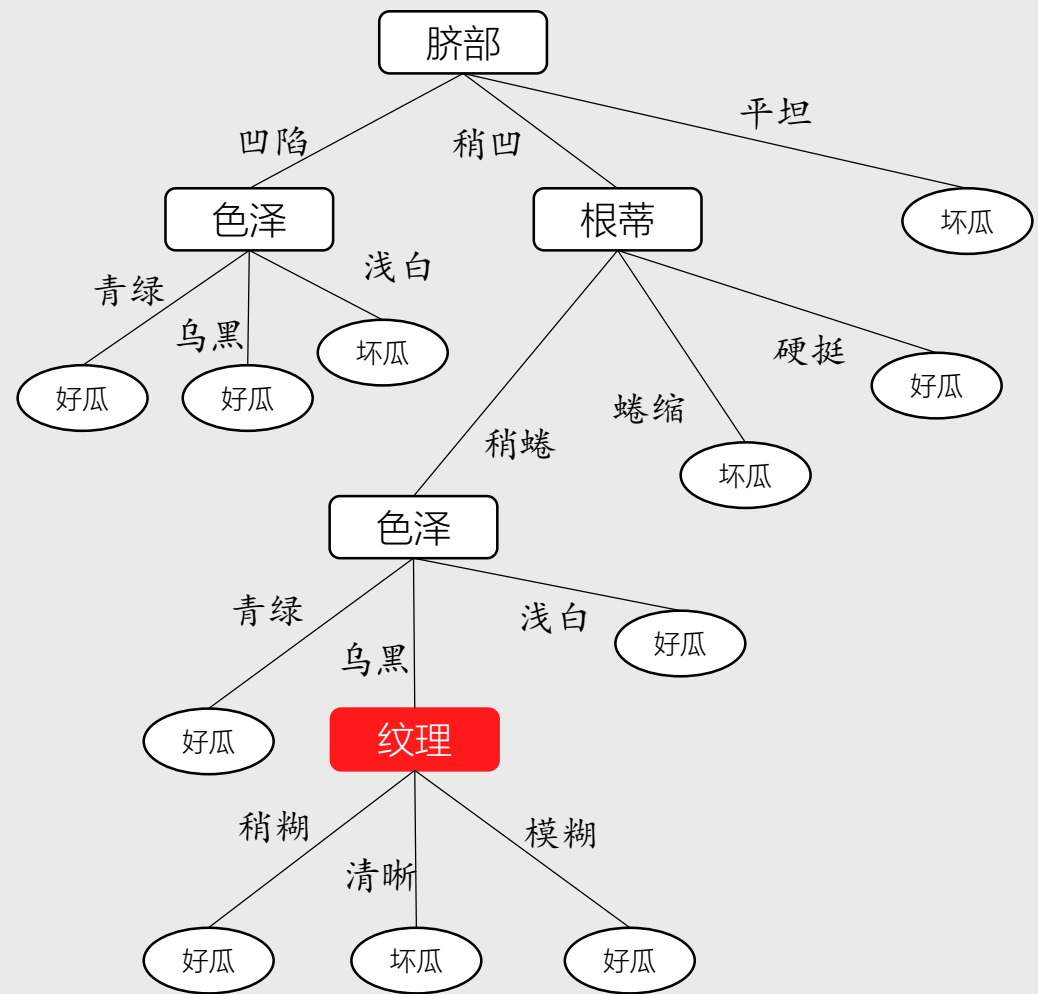 脐部
凹陷
稍凹
平坦
色泽
根蒂
坏瓜
青绿
乌黑
浅白
好瓜
好瓜
坏瓜
稍蜷
蜷缩
硬挺
坏瓜
好瓜
色泽
青绿
乌黑
浅白
好瓜
好瓜
纹理
稍糊
清晰
模糊
好瓜
坏瓜
好瓜